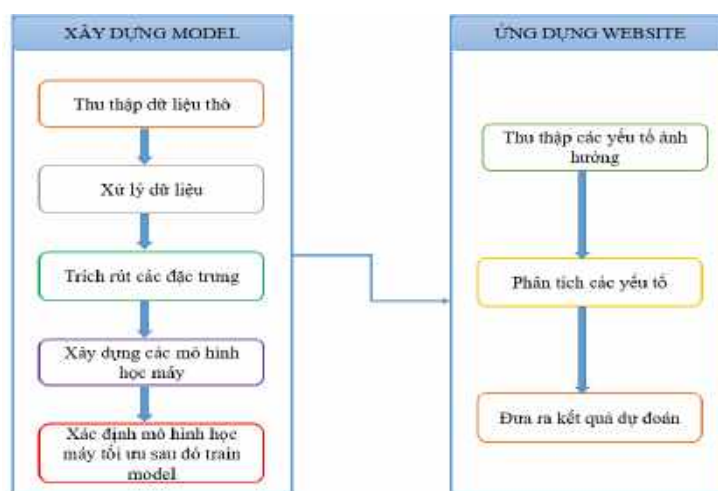 XÂY DỰNG MODEL
Thu thập dữ liệu thô
Xử lý dữ liệu
Trích rút các đặc trưng
Xây dựng các mô hình
học máy
Xác định mô hình học
máy tối ưu sau đó train
model
ỨNG DỤNG WEBSITE
Thu thập các yếu tố ảnh
hưởng
Phân tích các yếu tố
Đưa ra kết quả dự đoán